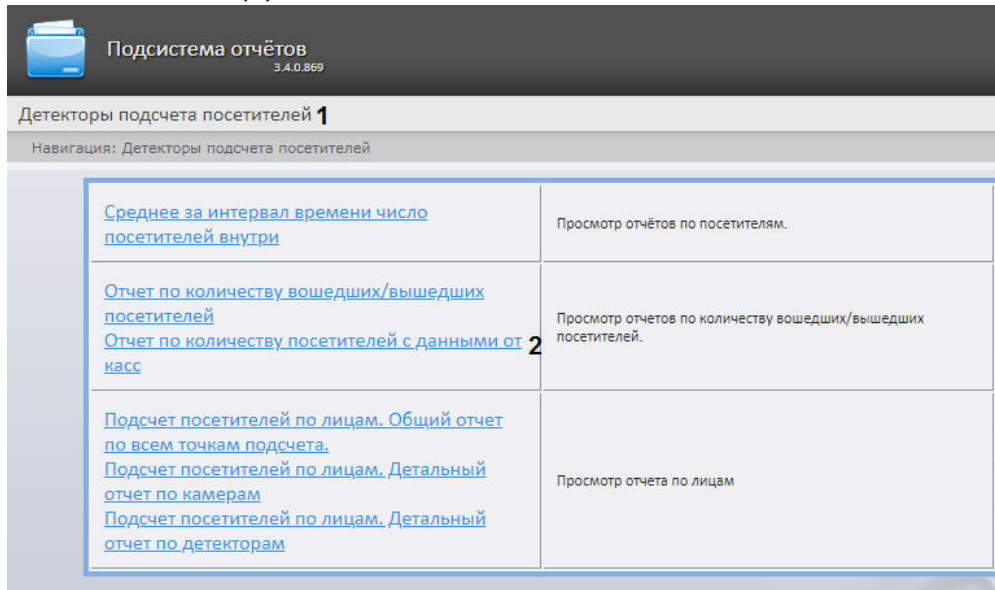 Подсистема отчётов
3.4.0.869
Детекторы подсчета посетителей 1
Навигация: Детекторы подсчета посетителей
Среднее за интервал времени число
посетителей внутри
Просмотр отчётов по посетителям.
Отчет по количеству вошедших/вышедших
посетителей
Отчет по количеству посетителей с данными от 2
касс
Просмотр отчетов по количеству вошедших/вышедших
посетителей.
Подсчет посетителей по лицам. Общий отчет
по всем точкам подсчета.
Подсчет посетителей по лицам. Детальный
отчет по камерам
Подсчет посетителей по лицам. Детальный
отчет по детекторам
Просмотр отчета по лицам